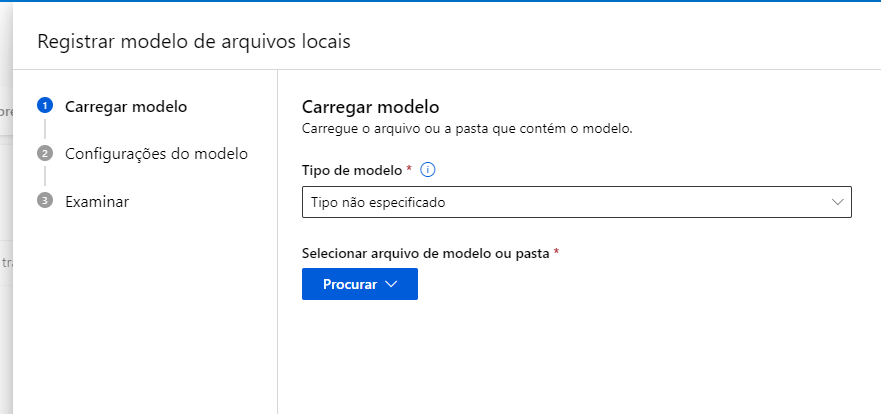 Registrar modelo de arquivos locais
1 Carregar modelo
2 Configurações do modelo
3 Examinar
Carregar modelo
Carregue o arquivo ou a pasta que contém o modelo.
Tipo de modelo *
Tipo não especificado
Selecionar arquivo de modelo ou pasta *
Procurar